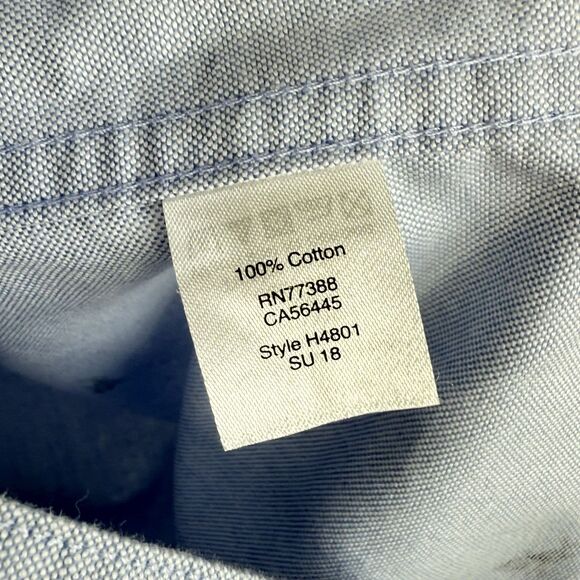 100% Cotton
RN77388
CA56445
Style H4801
SU 18